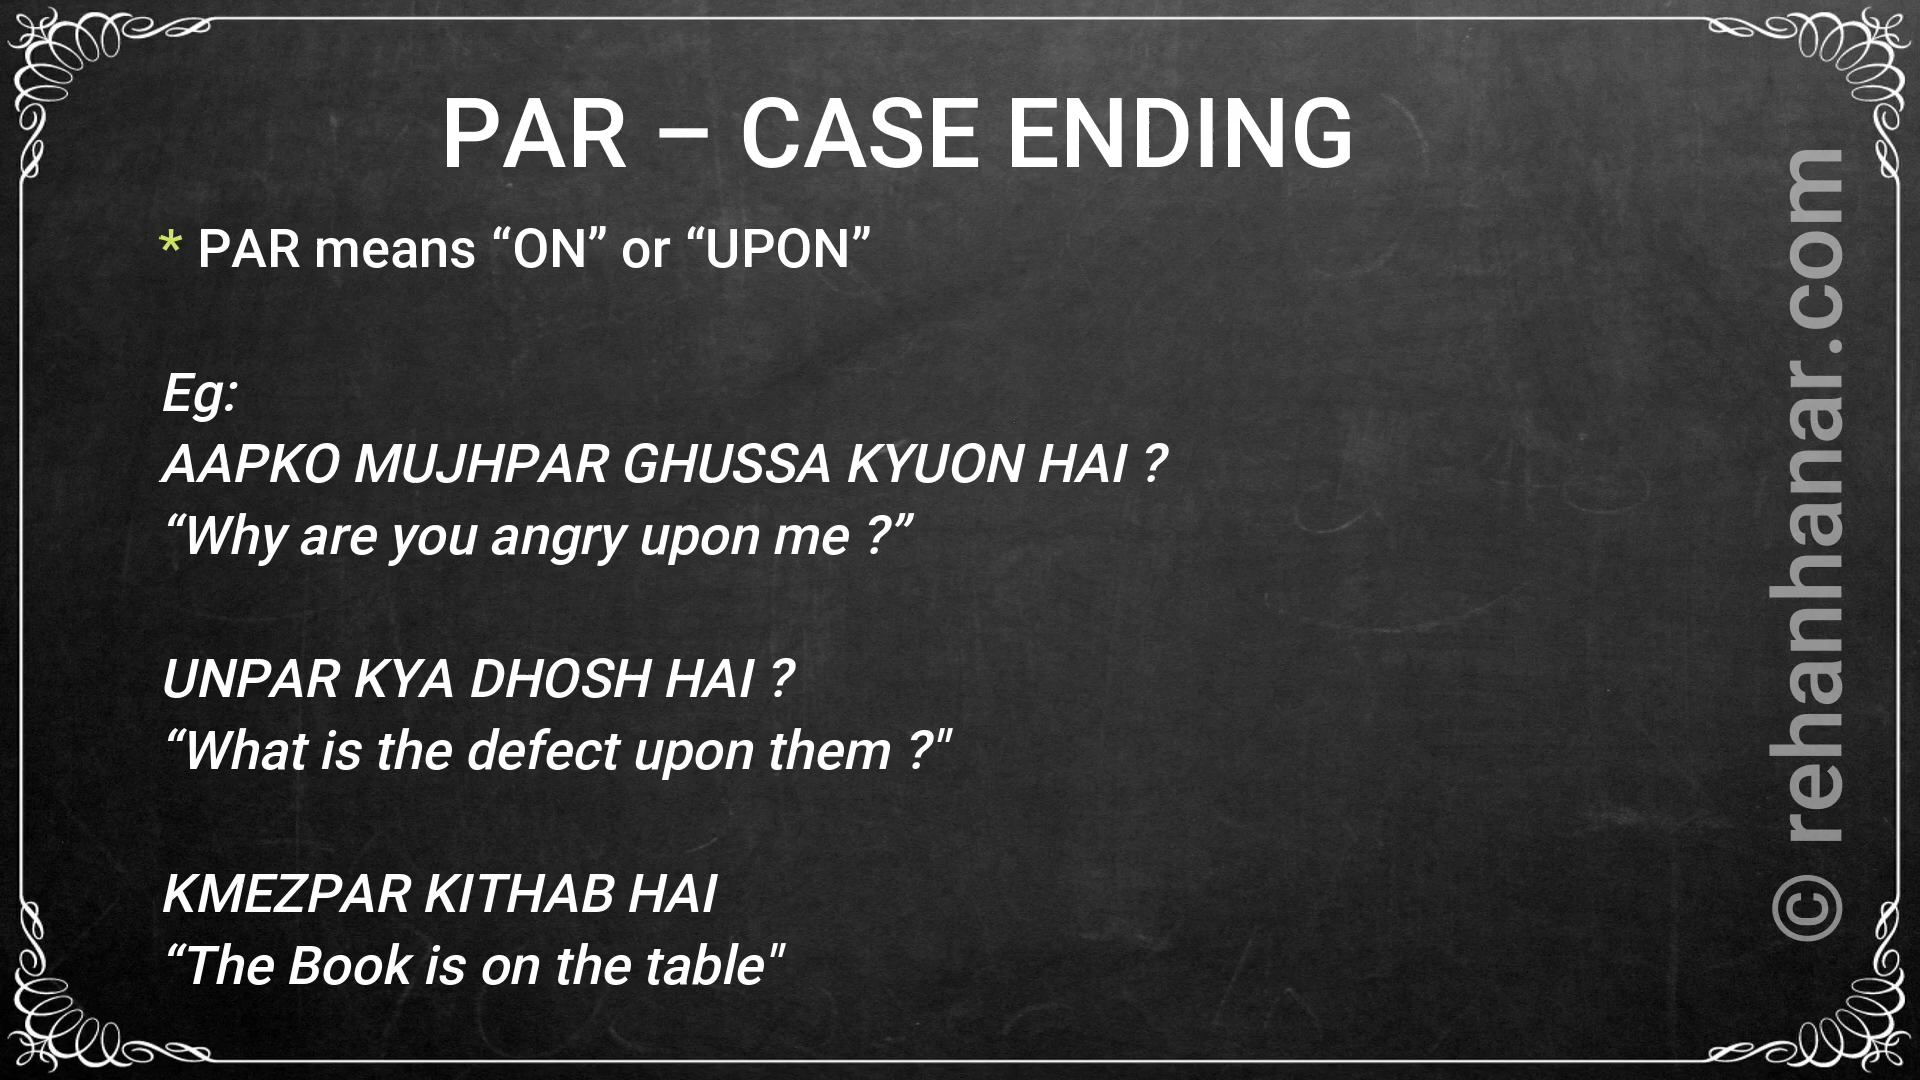 PAR – CASE ENDING
* PAR means “ON” or “UPON”
Eg:
AAPKO MUJHPAR GHUSSA KYUON HAI ?
“Why are you angry upon me ?”
UNPAR KYA DHOSH HAI ?
“What is the defect upon them ?"
KMEZPAR KITHAB HAI
“The Book is on the table"
© rehanhanar.com